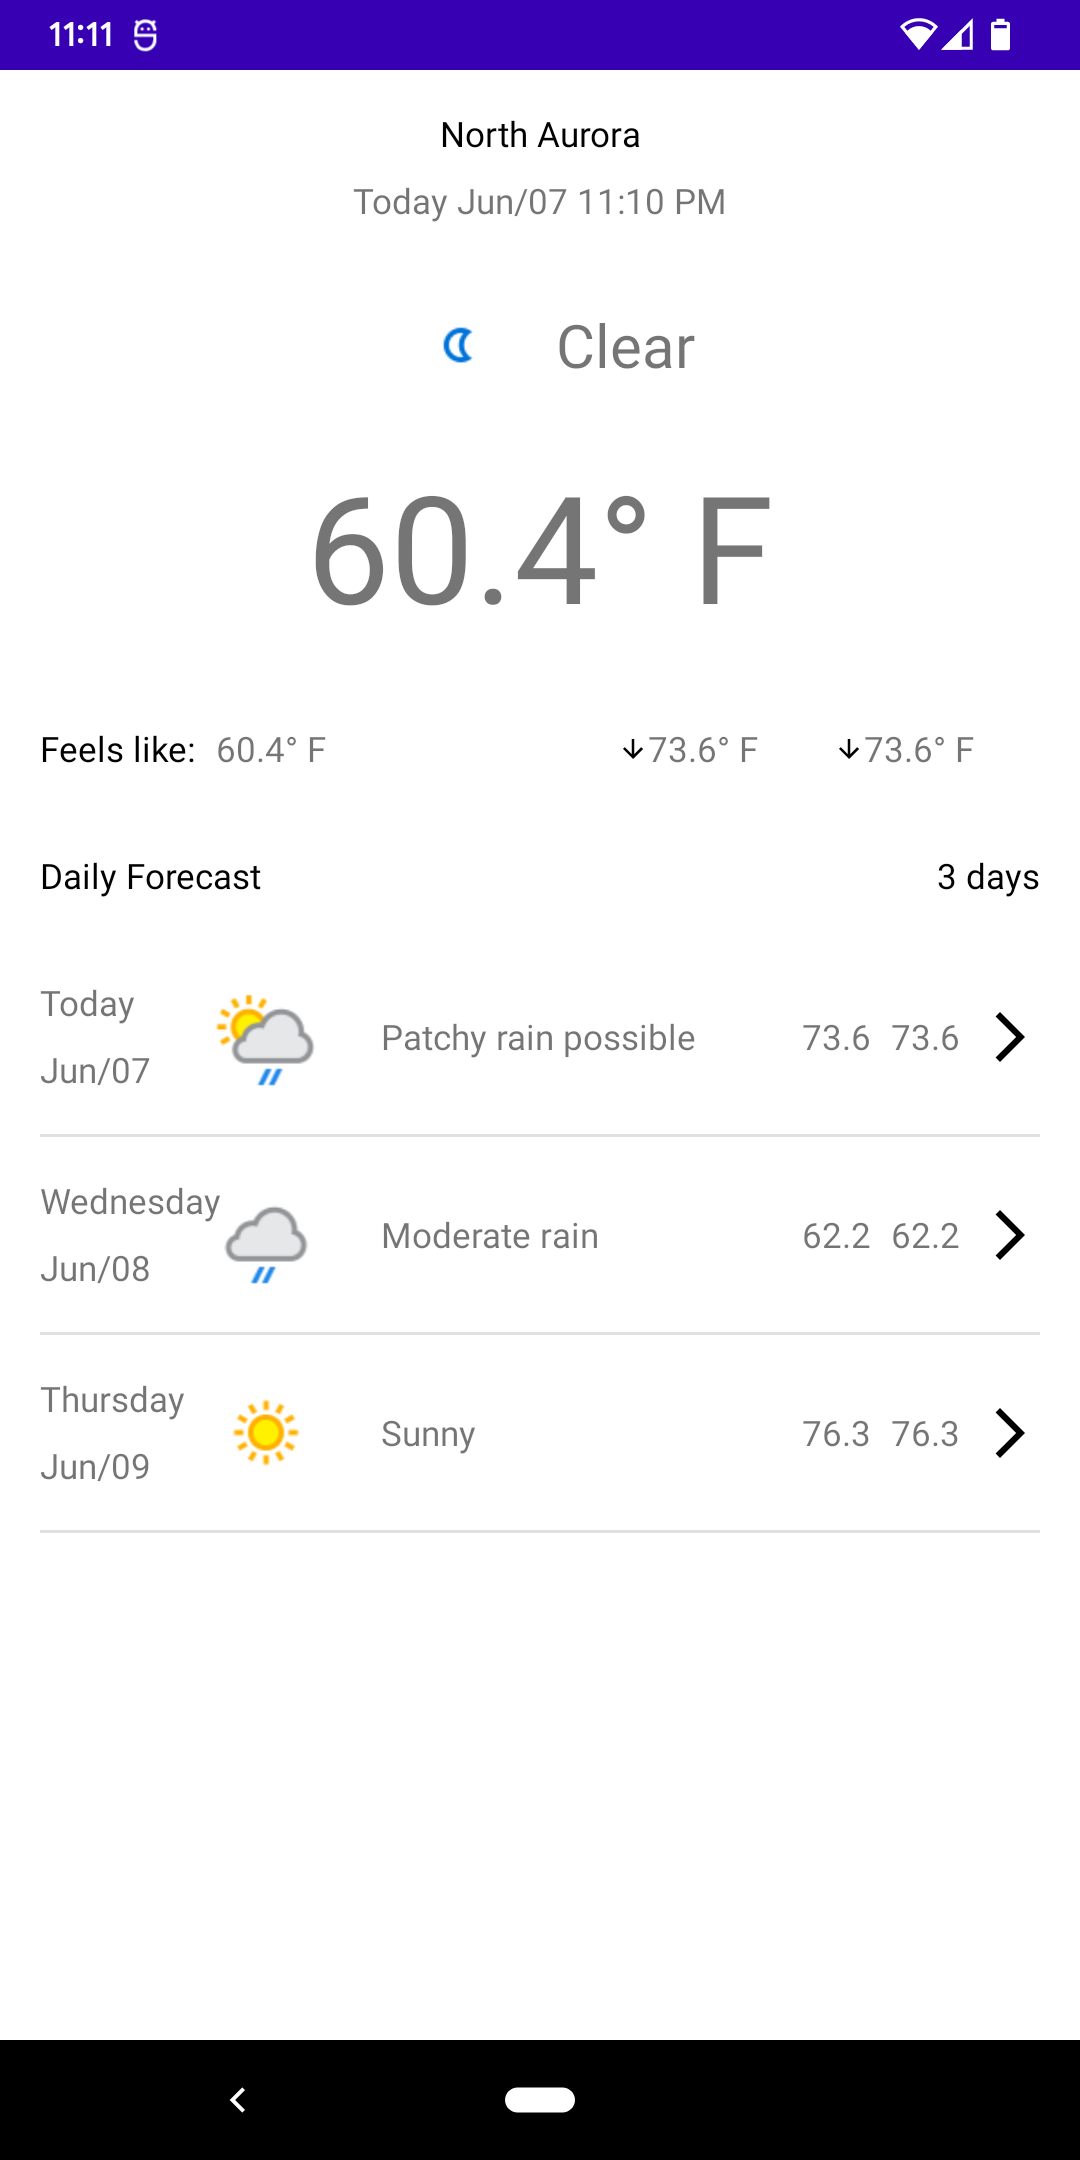 11:11
North Aurora
Today Jun/07 11:10 PM
Clear
60.4° F
Feels like: 60.4° F ↓73.6° F ↓73.6° F
Daily Forecast 3 days
Today
Jun/07
Patchy rain possible 73.6 73.6
Wednesday
Jun/08
Moderate rain 62.2 62.2
Thursday
Jun/09
Sunny 76.3 76.3